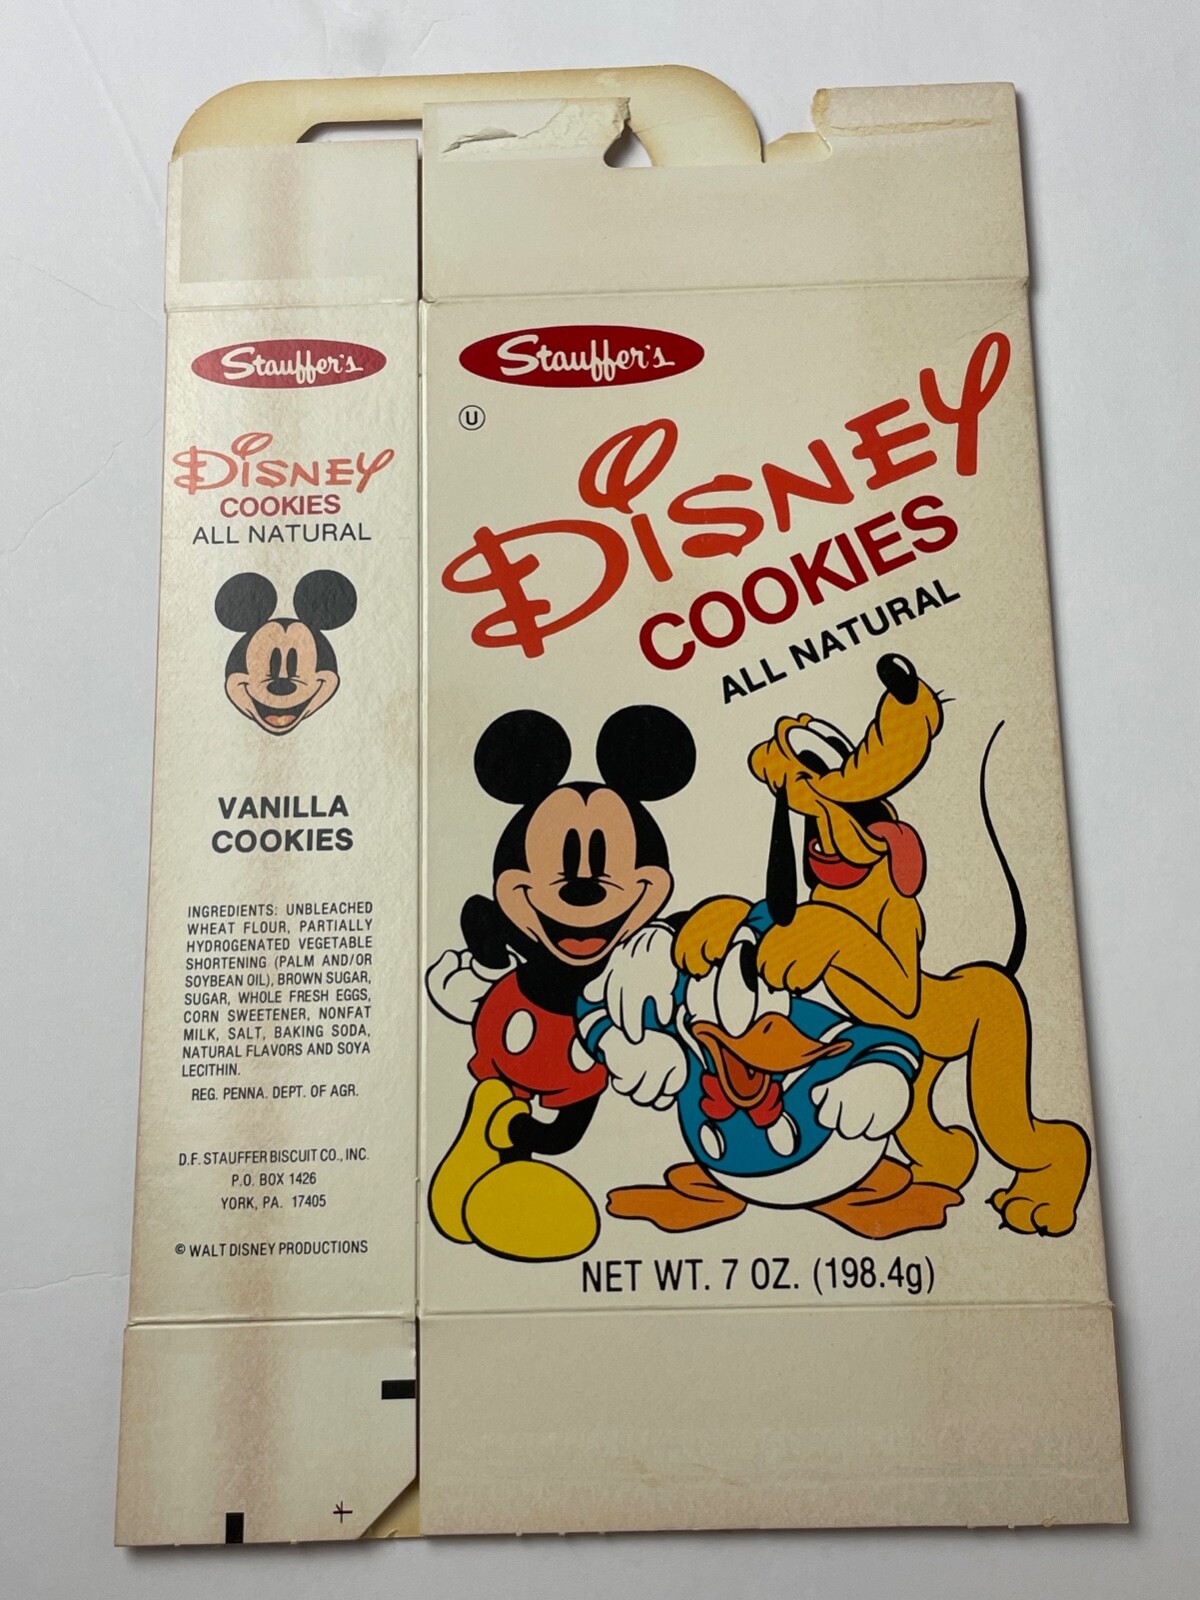 Stauffer's
DISNEY
COOKIES
ALL NATURAL
VANILLA
COOKIES
INGREDIENTS: UNBLEACHED
WHEAT FLOUR, PARTIALLY
HYDROGENATED VEGETABLE
SHORTENING (PALM AND/OR
SOYBEAN OIL), BROWN SUGAR,
SUGAR, WHOLE FRESH EGGS,
CORN SWEETENER, NONFAT
MILK, SALT, BAKING SODA,
NATURAL FLAVORS AND SOYA
LECITHIN.
REG. PENNA. DEPT. OF AGR.
D.F. STAUFFER BISCUIT CO., INC.
P.O. BOX 1426
YORK, PA. 17405
© WALT DISNEY PRODUCTIONS
Stauffer's
U
DISNEY
COOKIES
ALL NATURAL
NET WT. 7 OZ. (198.4g)